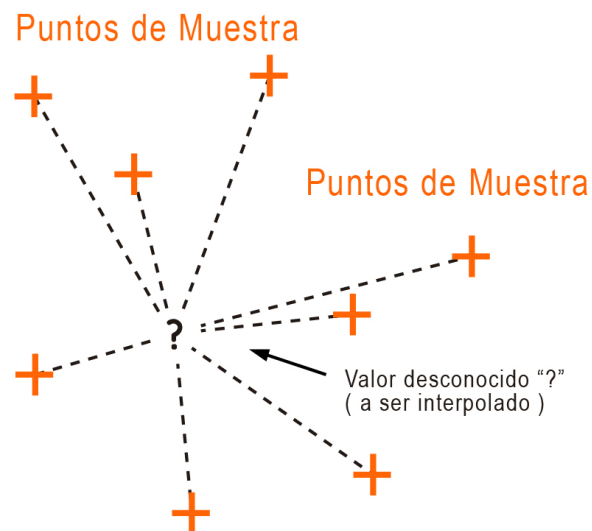 Puntos de Muestra
Puntos de Muestra
?
Valor desconocido “?”
( a ser interpolado )